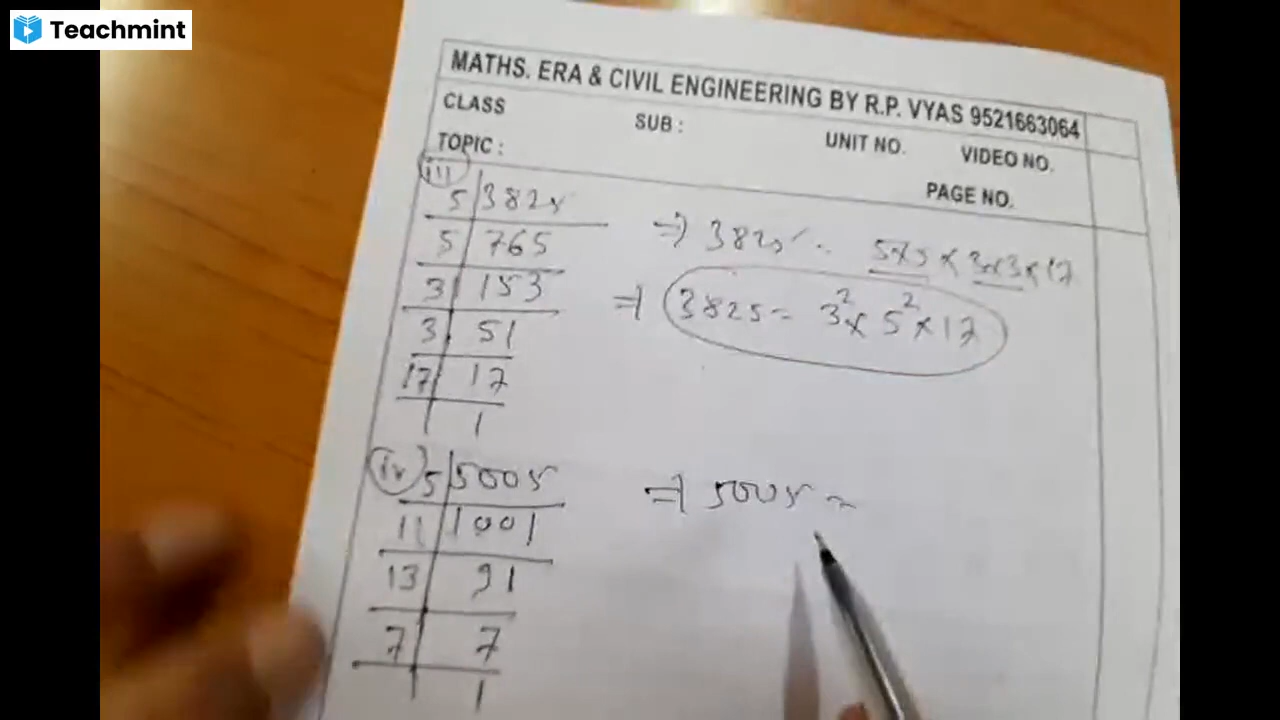 Teachmint
MATHS. ERA & CIVIL ENGINEERING BY R.P. VYAS 9521663064
CLASS SUB : UNIT NO. VIDEO NO.
TOPIC : PAGE NO.
iii)
5 3825
5 765
3 153
3 51
17 17
1 1
⇒ 3825 = 5×5 × 3×3 × 17
⇒ 3825 = 3² × 5² × 17
iv) 5 5005
11 1001
13 91
7 7
1 1
⇒ 5005 =